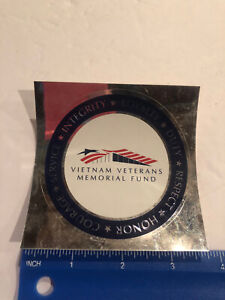 INTEGRITY ★ LOYALTY ★ DUTY ★ RESPECT ★ HONOR ★ COURAGE ★ SERVICE ★
VIETNAM VETERANS
MEMORIAL FUND
INCH 1 2 3 4